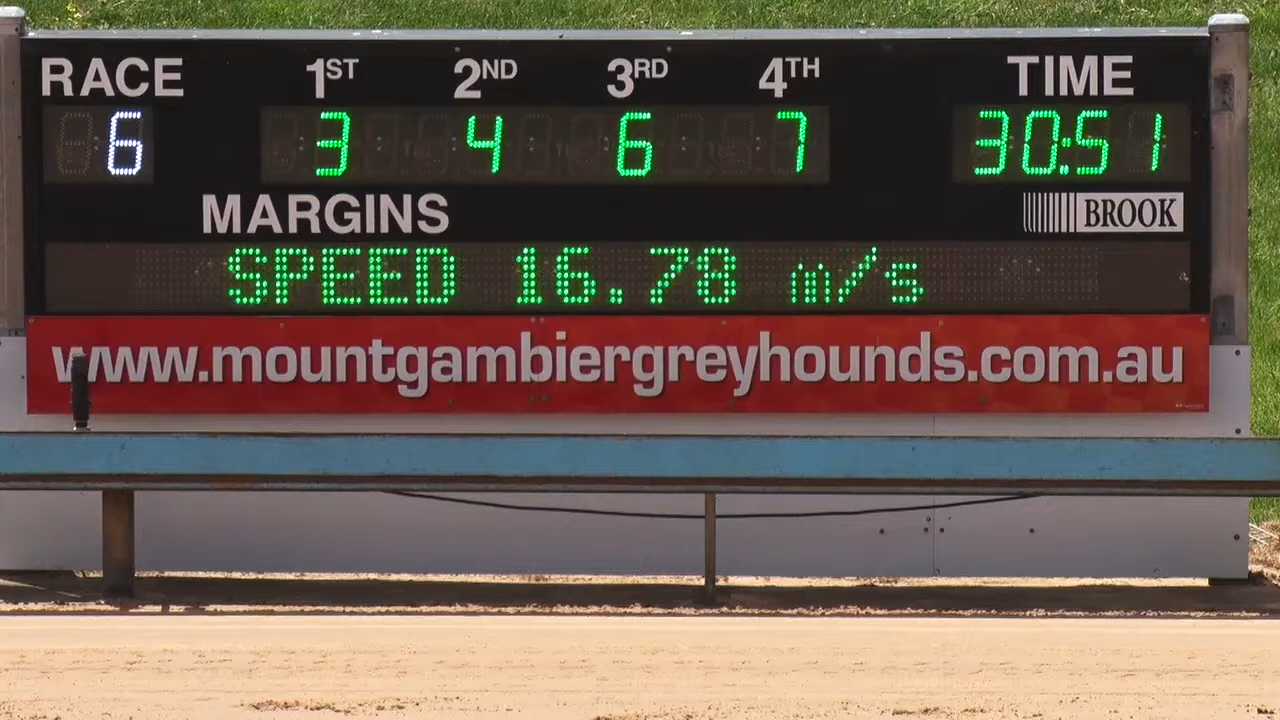 RACE 1ST 2ND 3RD 4TH TIME
6 3 4 6 7 30:51
MARGINS BROOK
SPEED 16.78 m/s
www.mountgambiergreyhounds.com.au